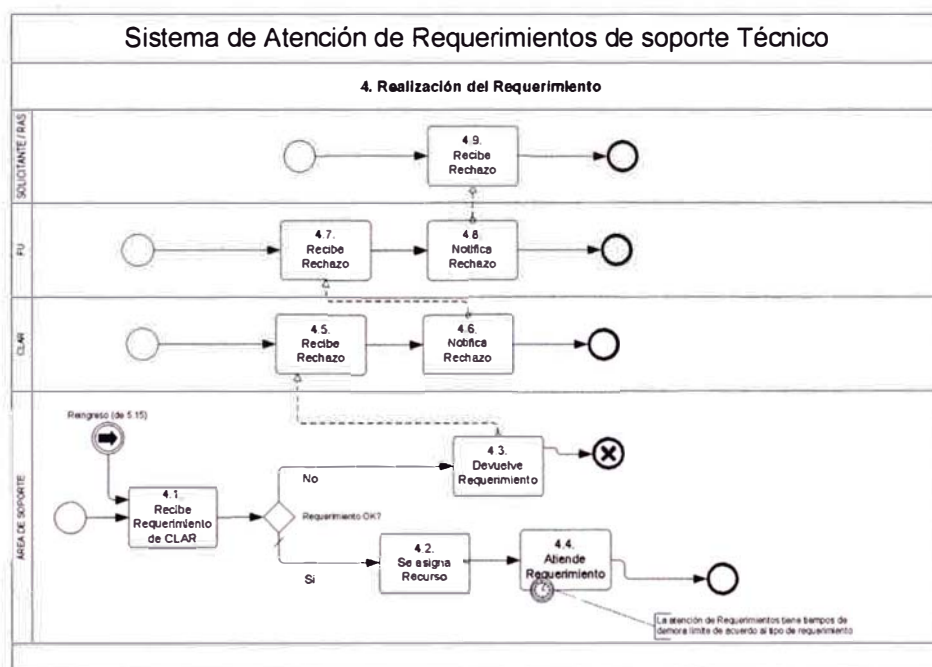 Sistema de Atención de Requerimientos de soporte Técnico
4. Realización del Requerimiento
SOLICITANTE / RAS
4.9.
Recibe
Rechazo
FU
4.7.
Recibe
Rechazo
4.8.
Notifica
Rechazo
CLAR
4.5.
Recibe
Rechazo
4.6.
Notifica
Rechazo
ÁREA DE SOPORTE
Reingreso (de 5.15)
4.1.
Recibe
Requerimiento
de CLAR
No
Requerimiento OK?
Si
4.3.
Devuelve
Requerimiento
4.2.
Se asigna
Recurso
4.4.
Atiende
Requerimiento
La atención de Requerimientos tiene tiempos de
demora límite de acuerdo al tipo de requerimiento